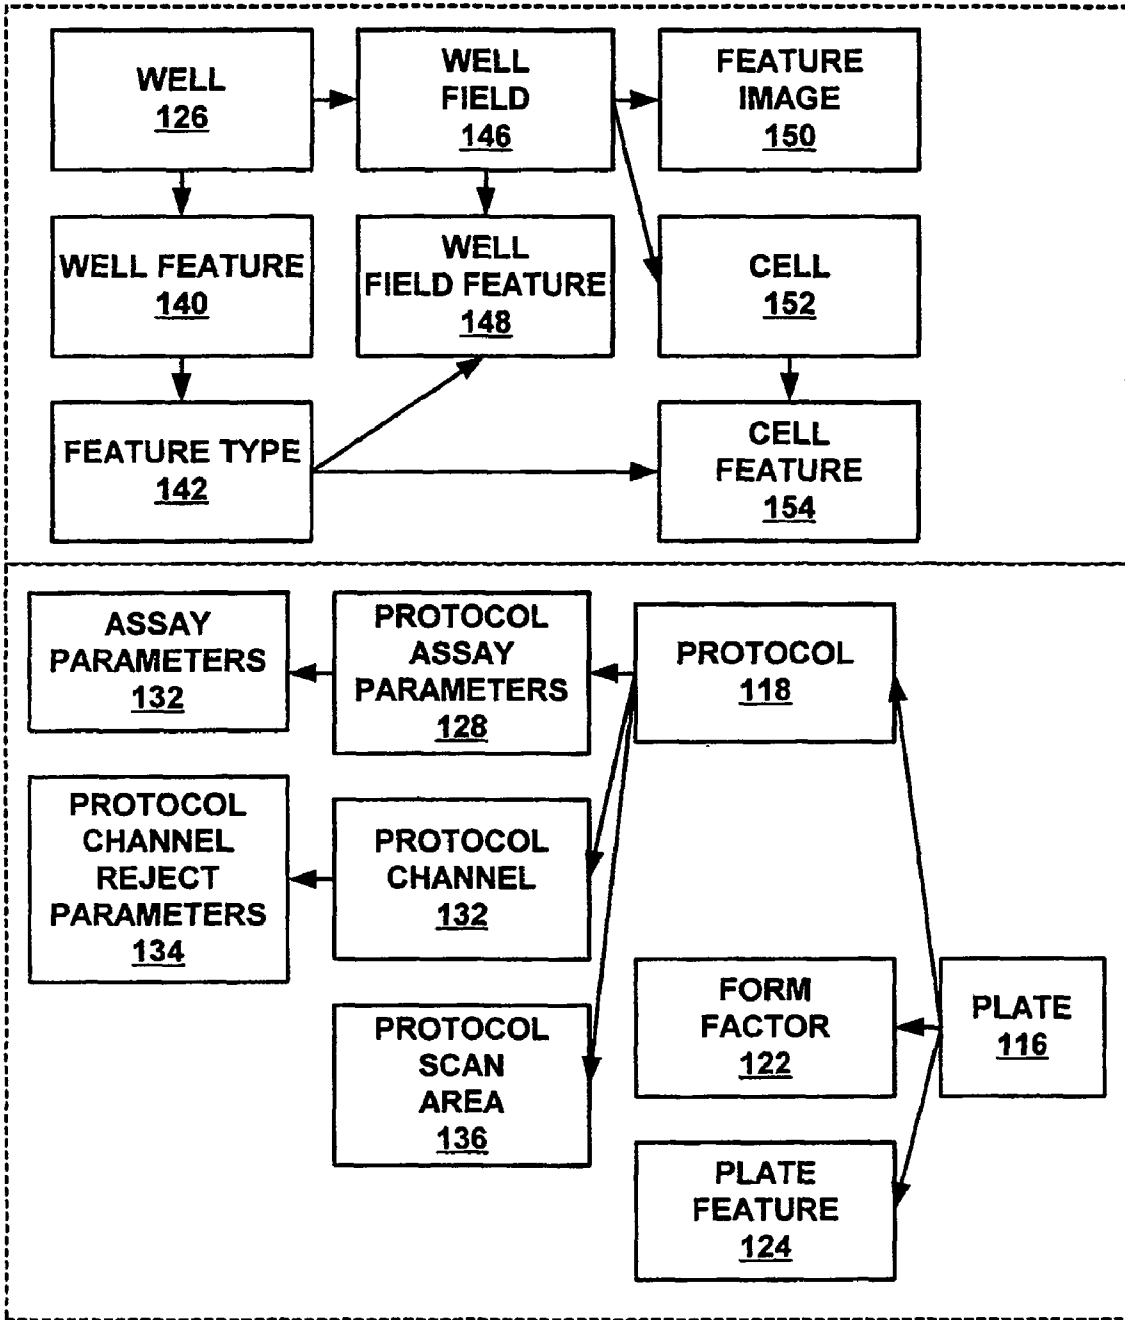 WELL
126
WELL
FIELD
146
FEATURE
IMAGE
150
WELL FEATURE
140
WELL
FIELD FEATURE
148
CELL
152
FEATURE TYPE
142
CELL
FEATURE
154
ASSAY
PARAMETERS
132
PROTOCOL
ASSAY
PARAMETERS
128
PROTOCOL
118
PROTOCOL
CHANNEL
REJECT
PARAMETERS
134
PROTOCOL
CHANNEL
132
FORM
FACTOR
122
PLATE
116
PROTOCOL
SCAN
AREA
136
PLATE
FEATURE
124